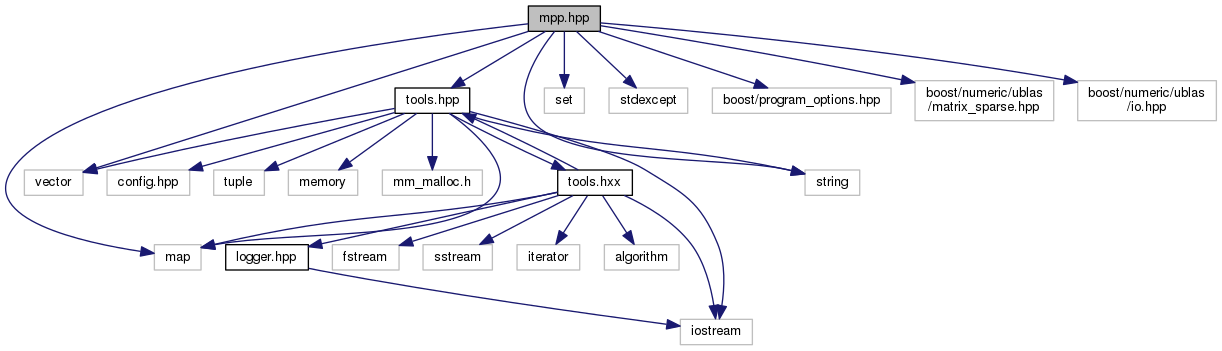 mpp.hpp
tools.hpp
set
stdexcept
boost/program_options.hpp
boost/numeric/ublas
/matrix_sparse.hpp
boost/numeric/ublas
/io.hpp
vector
config.hpp
tuple
memory
mm_malloc.h
tools.hxx
string
map
logger.hpp
fstream
sstream
iterator
algorithm
iostream